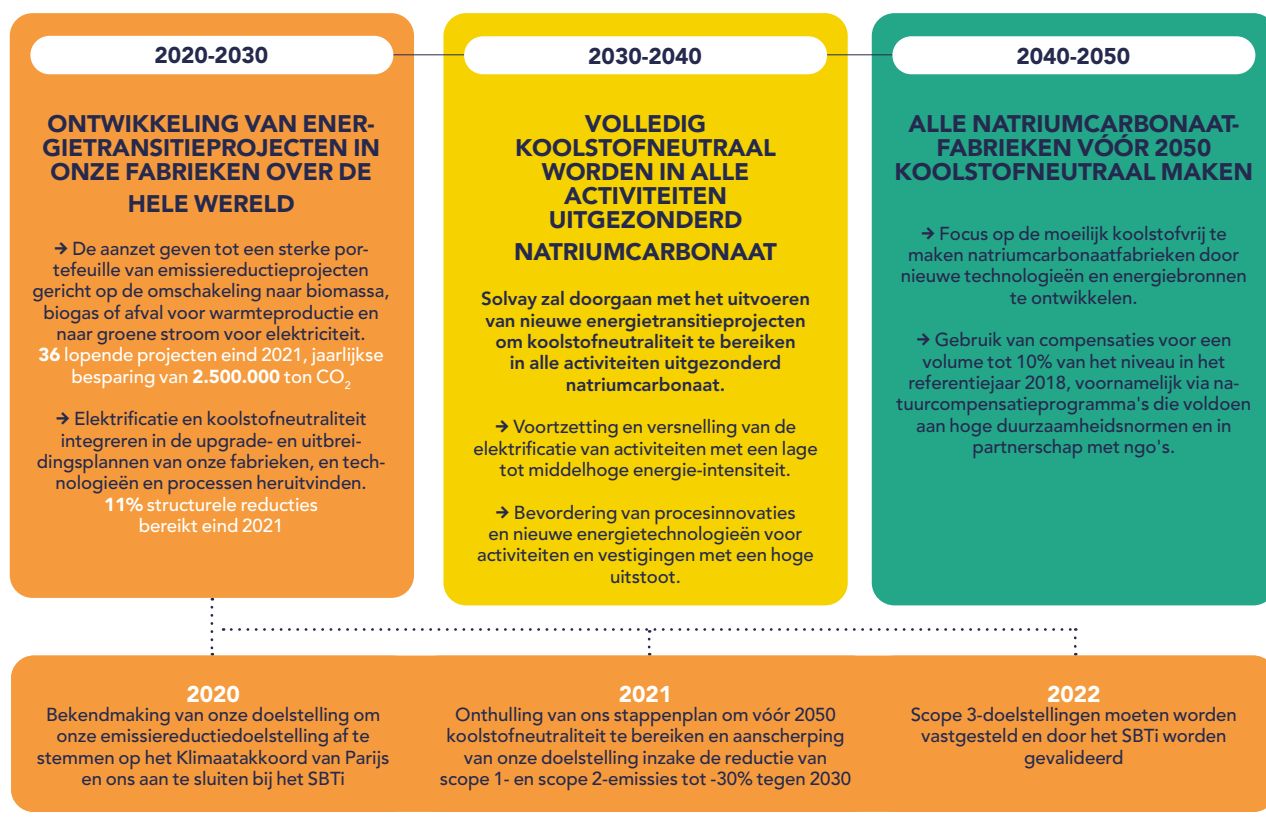 2020-2030
ONTWIKKELING VAN ENER-
GIETRANSITIEPROJECTEN IN
ONZE FABRIEKEN OVER DE
HELE WERELD
→ De aanzet geven tot een sterke por-
tefeuille van emissiereductieprojecten
gericht op de omschakeling naar biomassa,
biogas of afval voor warmteproductie en
naar groene stroom voor elektriciteit.
36 lopende projecten eind 2021, jaarlijkse
besparing van 2.500.000 ton CO₂
→ Elektrificatie en koolstofneutraliteit
integreren in de upgrade- en uitbrei-
dingsplannen van onze fabrieken, en tech-
nologieën en processen heruitvinden.
11% structurele reducties
bereikt eind 2021
2030-2040
VOLLEDIG
KOOLSTOFNEUTRAAL
WORDEN IN ALLE
ACTIVITEITEN
UITGEZONDERD
NATRIUMCARBONAAT
Solvay zal doorgaan met het uitvoeren
van nieuwe energietransitieprojecten
om koolstofneutraliteit te bereiken
in alle activiteiten uitgezonderd
natriumcarbonaat.
→ Voortzetting en versnelling van de
elektrificatie van activiteiten met een lage
tot middelhoge energie-intensiteit.
→ Bevordering van procesinnovaties
en nieuwe energietechnologieën voor
activiteiten en vestigingen met een hoge
uitstoot.
2040-2050
ALLE NATRIUMCARBONAAT-
FABRIEKEN VÓÓR 2050
KOOLSTOFNEUTRAAL MAKEN
→ Focus op de moeilijk koolstofvrij te
maken natriumcarbonaatfabrieken door
nieuwe technologieën en energiebronnen
te ontwikkelen.
→ Gebruik van compensaties voor een
volume tot 10% van het niveau in het
referentiejaar 2018, voornamelijk via na-
tuurcompensatieprogramma's die voldoen
aan hoge duurzaamheidsnormen en in
partnerschap met ngo's.
2020
Bekendmaking van onze doelstelling om
onze emissiereductiedoelstelling af te
stemmen op het Klimaatakkoord van Parijs
en ons aan te sluiten bij het SBTi
2021
Onthulling van ons stappenplan om vóór 2050
koolstofneutraliteit te bereiken en aanscherping
van onze doelstelling inzake de reductie van
scope 1- en scope 2-emissies tot -30% tegen 2030
2022
Scope 3-doelstellingen moeten worden
vastgesteld en door het SBTi worden
gevalideerd